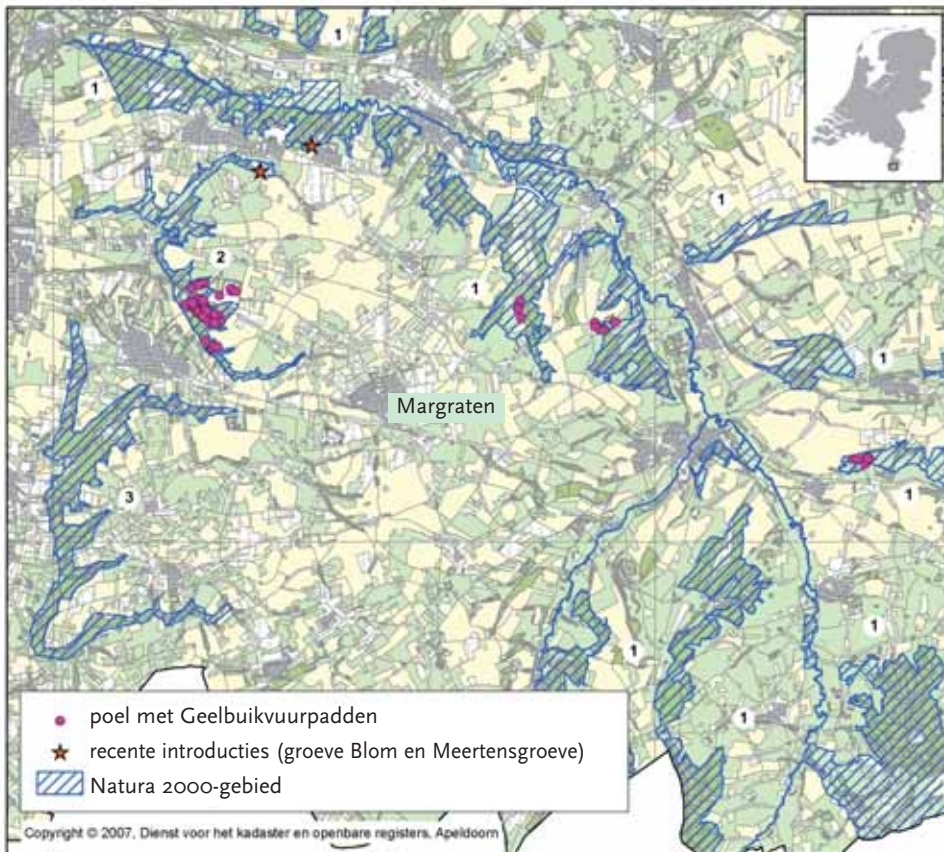 1
1
1
2
1
1
Margraten
3
1
1
1
1
poel met Geelbuikvuurpadden
recente introducties (groeve Blom en Meertensgroeve)
Natura 2000-gebied
Copyright © 2007, Dienst voor het kadaster en openbare registers, Apeldoorn